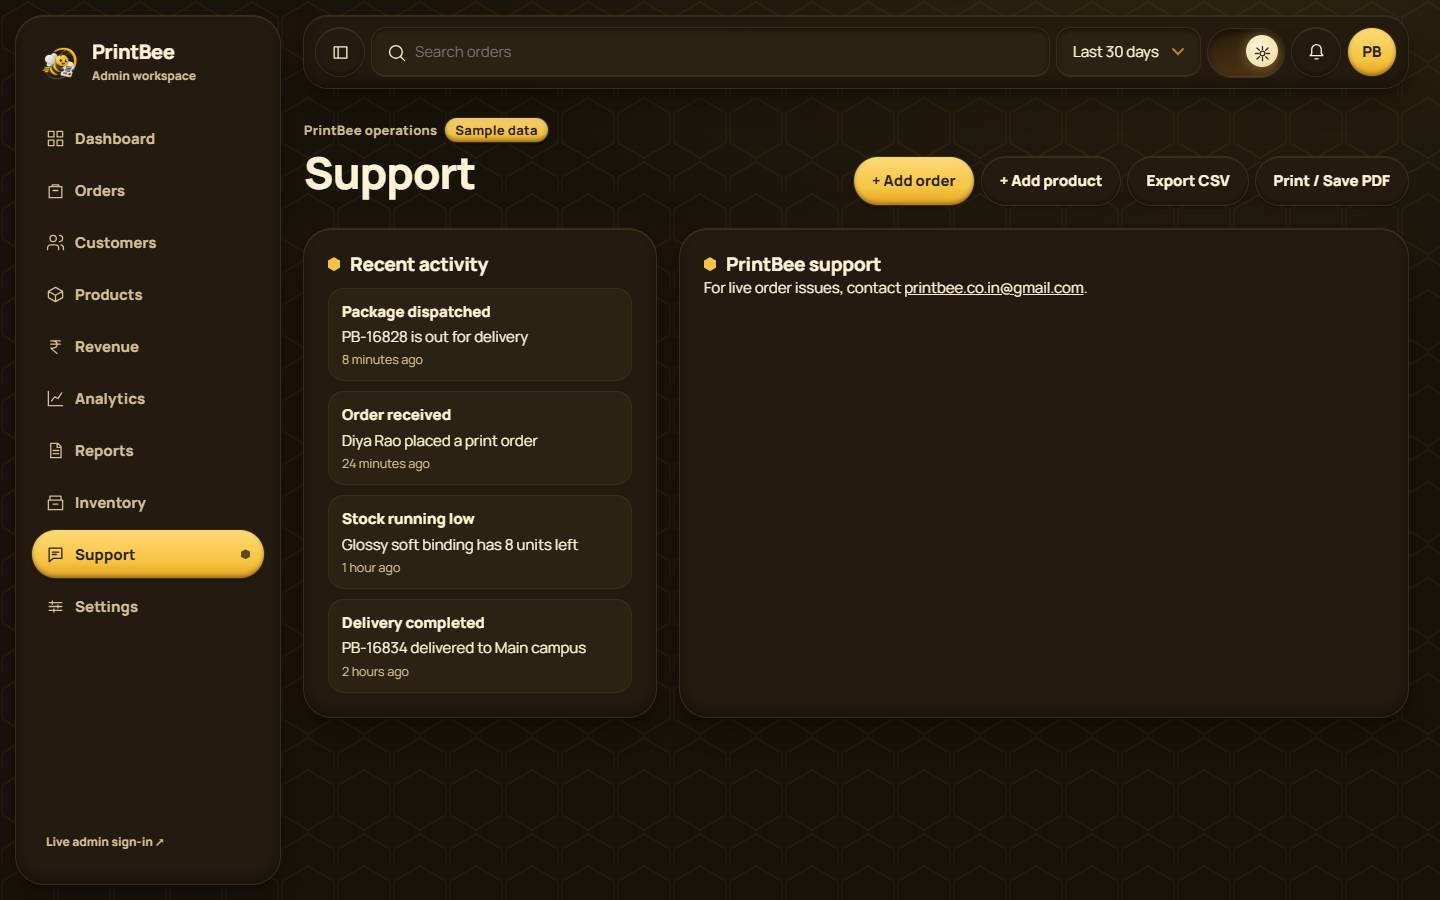 PrintBee
Admin workspace
Dashboard
Orders
Customers
Products
Revenue
Analytics
Reports
Inventory
Support
Settings
Live admin sign-in ↗
Search orders
Last 30 days
PB
PrintBee operations
Sample data
Support
+ Add order
+ Add product
Export CSV
Print / Save PDF
Recent activity
Package dispatched
PB-16828 is out for delivery
8 minutes ago
Order received
Diya Rao placed a print order
24 minutes ago
Stock running low
Glossy soft binding has 8 units left
1 hour ago
Delivery completed
PB-16834 delivered to Main campus
2 hours ago
PrintBee support
For live order issues, contact printbee.co.in@gmail.com.